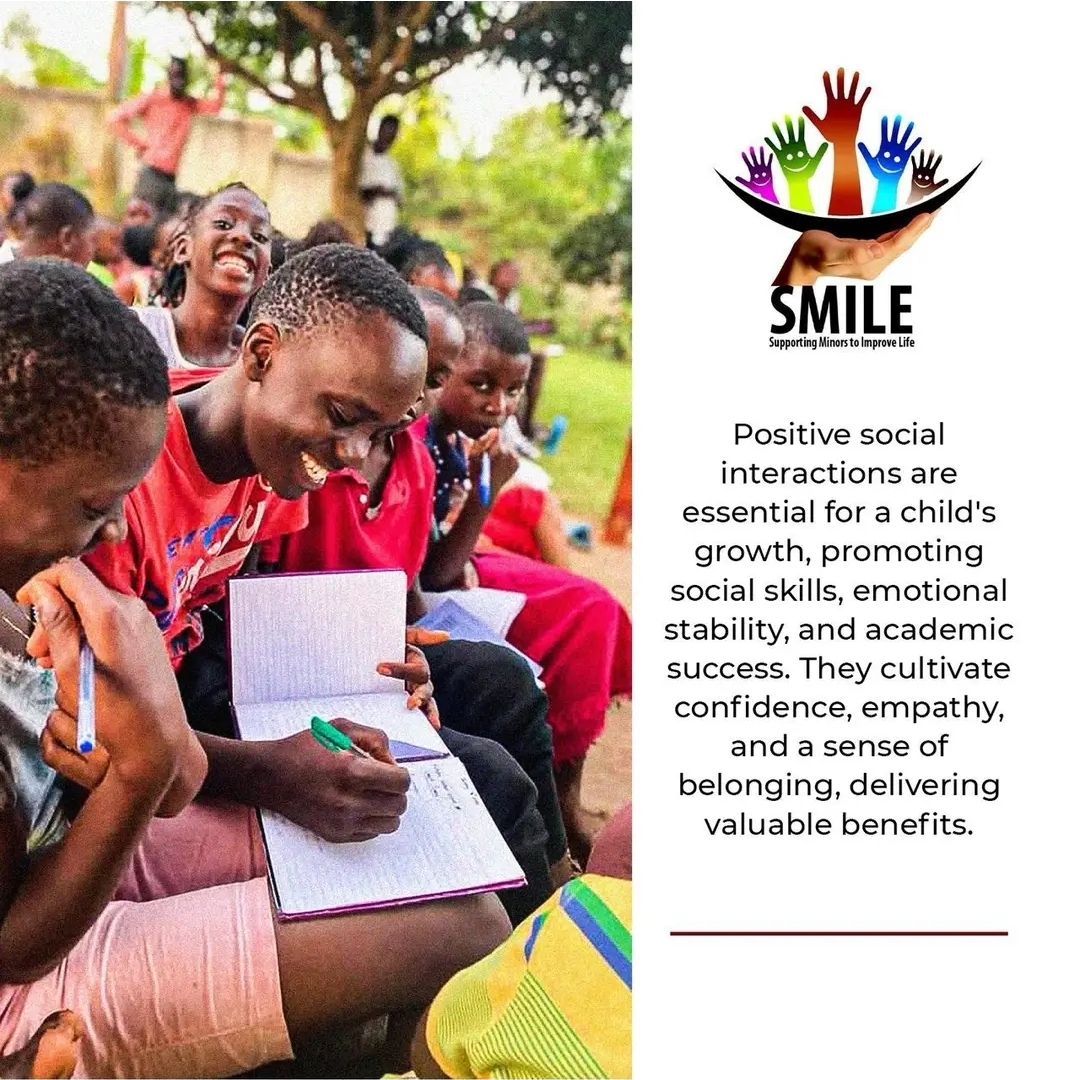 SMILE
Supporting Minors to Improve Life
Positive social
interactions are
essential for a child's
growth, promoting
social skills, emotional
stability, and academic
success. They cultivate
confidence, empathy,
and a sense of
belonging, delivering
valuable benefits.